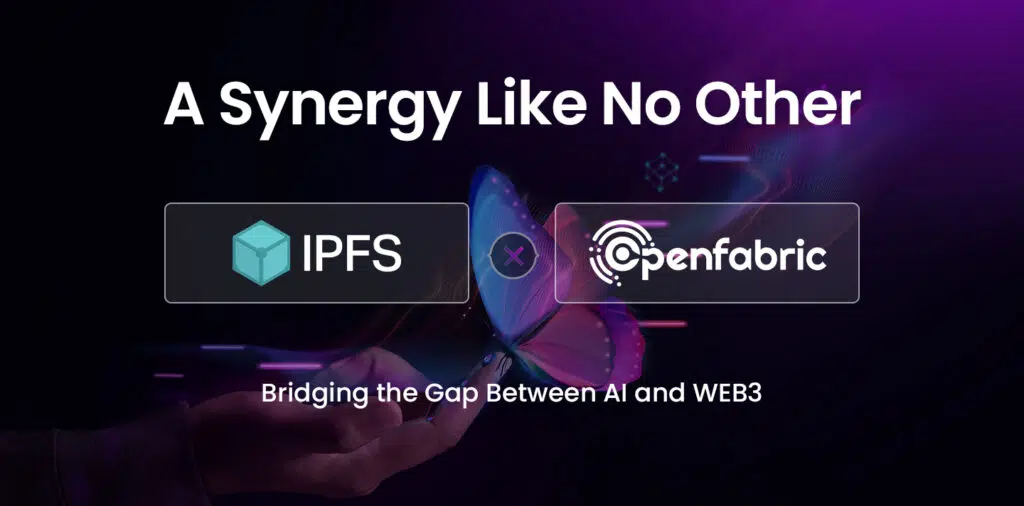 A Synergy Like No Other
IPFS
Openfabric
Bridging the Gap Between AI and WEB3